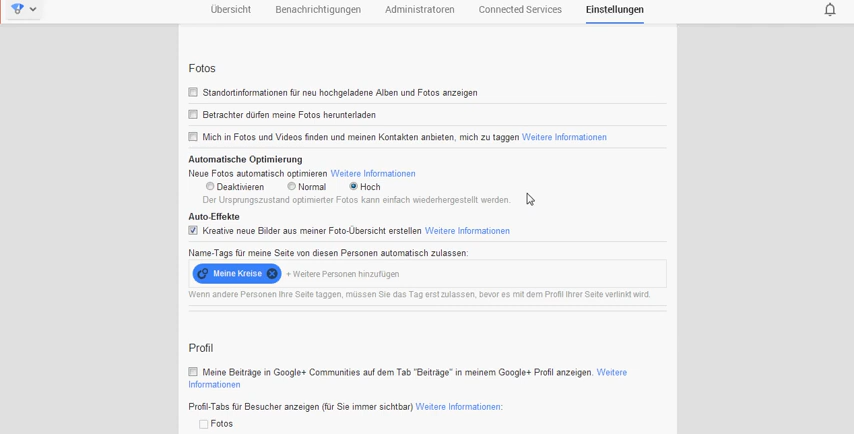 Übersicht Benachrichtigungen Administratoren Connected Services Einstellungen
Fotos
Standortinformationen für neu hochgeladene Alben und Fotos anzeigen
Betrachter dürfen meine Fotos herunterladen
Mich in Fotos und Videos finden und meinen Kontakten anbieten, mich zu taggen Weitere Informationen
Automatische Optimierung
Neue Fotos automatisch optimieren Weitere Informationen
Deaktivieren Normal Hoch
Der Ursprungszustand optimierter Fotos kann einfach wiederhergestellt werden.
Auto-Effekte
Kreative neue Bilder aus meiner Foto-Übersicht erstellen Weitere Informationen
Name-Tags für meine Seite von diesen Personen automatisch zulassen:
Meine Kreise + Weitere Personen hinzufügen
Wenn andere Personen Ihre Seite taggen, müssen Sie das Tag erst zulassen, bevor es mit dem Profil Ihrer Seite verlinkt wird.
Profil
Meine Beiträge in Google+ Communities auf dem Tab "Beiträge" in meinem Google+ Profil anzeigen. Weitere
Informationen
Profil-Tabs für Besucher anzeigen (für Sie immer sichtbar) Weitere Informationen:
Fotos